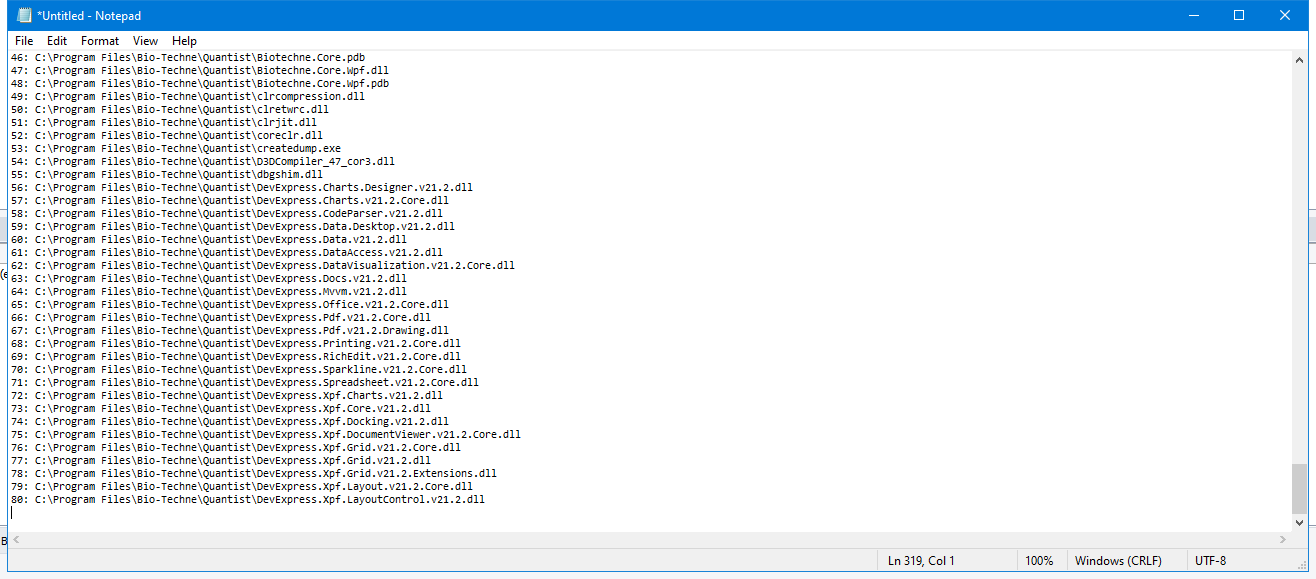 *Untitled - Notepad
File Edit Format View Help
46: C:\Program Files\Bio-Techne\Quantist\Biotechne.Core.pdb
47: C:\Program Files\Bio-Techne\Quantist\Biotechne.Core.Wpf.dll
48: C:\Program Files\Bio-Techne\Quantist\Biotechne.Core.Wpf.pdb
49: C:\Program Files\Bio-Techne\Quantist\clrcompression.dll
50: C:\Program Files\Bio-Techne\Quantist\clretwrc.dll
51: C:\Program Files\Bio-Techne\Quantist\clrjit.dll
52: C:\Program Files\Bio-Techne\Quantist\coreclr.dll
53: C:\Program Files\Bio-Techne\Quantist\createdump.exe
54: C:\Program Files\Bio-Techne\Quantist\D3DCompiler_47_cor3.dll
55: C:\Program Files\Bio-Techne\Quantist\dbgshim.dll
56: C:\Program Files\Bio-Techne\Quantist\DevExpress.Charts.Designer.v21.2.dll
57: C:\Program Files\Bio-Techne\Quantist\DevExpress.Charts.v21.2.Core.dll
58: C:\Program Files\Bio-Techne\Quantist\DevExpress.CodeParser.v21.2.dll
59: C:\Program Files\Bio-Techne\Quantist\DevExpress.Data.Desktop.v21.2.dll
60: C:\Program Files\Bio-Techne\Quantist\DevExpress.Data.v21.2.dll
61: C:\Program Files\Bio-Techne\Quantist\DevExpress.DataAccess.v21.2.dll
62: C:\Program Files\Bio-Techne\Quantist\DevExpress.DataVisualization.v21.2.Core.dll
63: C:\Program Files\Bio-Techne\Quantist\DevExpress.Docs.v21.2.dll
64: C:\Program Files\Bio-Techne\Quantist\DevExpress.Mvvm.v21.2.dll
65: C:\Program Files\Bio-Techne\Quantist\DevExpress.Office.v21.2.Core.dll
66: C:\Program Files\Bio-Techne\Quantist\DevExpress.Pdf.v21.2.Core.dll
67: C:\Program Files\Bio-Techne\Quantist\DevExpress.Pdf.v21.2.Drawing.dll
68: C:\Program Files\Bio-Techne\Quantist\DevExpress.Printing.v21.2.Core.dll
69: C:\Program Files\Bio-Techne\Quantist\DevExpress.RichEdit.v21.2.Core.dll
70: C:\Program Files\Bio-Techne\Quantist\DevExpress.Sparkline.v21.2.Core.dll
71: C:\Program Files\Bio-Techne\Quantist\DevExpress.Spreadsheet.v21.2.Core.dll
72: C:\Program Files\Bio-Techne\Quantist\DevExpress.Xpf.Charts.v21.2.dll
73: C:\Program Files\Bio-Techne\Quantist\DevExpress.Xpf.Core.v21.2.dll
74: C:\Program Files\Bio-Techne\Quantist\DevExpress.Xpf.Docking.v21.2.dll
75: C:\Program Files\Bio-Techne\Quantist\DevExpress.Xpf.DocumentViewer.v21.2.Core.dll
76: C:\Program Files\Bio-Techne\Quantist\DevExpress.Xpf.Grid.v21.2.Core.dll
77: C:\Program Files\Bio-Techne\Quantist\DevExpress.Xpf.Grid.v21.2.dll
78: C:\Program Files\Bio-Techne\Quantist\DevExpress.Xpf.Grid.v21.2.Extensions.dll
79: C:\Program Files\Bio-Techne\Quantist\DevExpress.Xpf.Layout.v21.2.Core.dll
80: C:\Program Files\Bio-Techne\Quantist\DevExpress.Xpf.LayoutControl.v21.2.dll
Ln 319, Col 1 100% Windows (CRLF) UTF-8